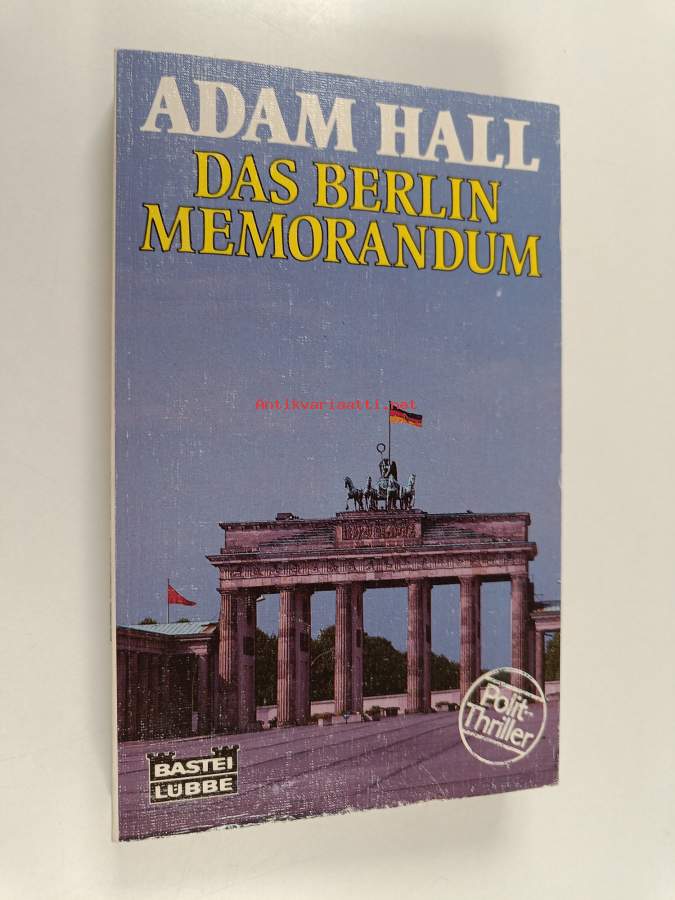 ADAM HALL
DAS BERLIN
MEMORANDUM
Antikvariaatti.net
Polit-
Thriller
BASTEI
LÜBBE